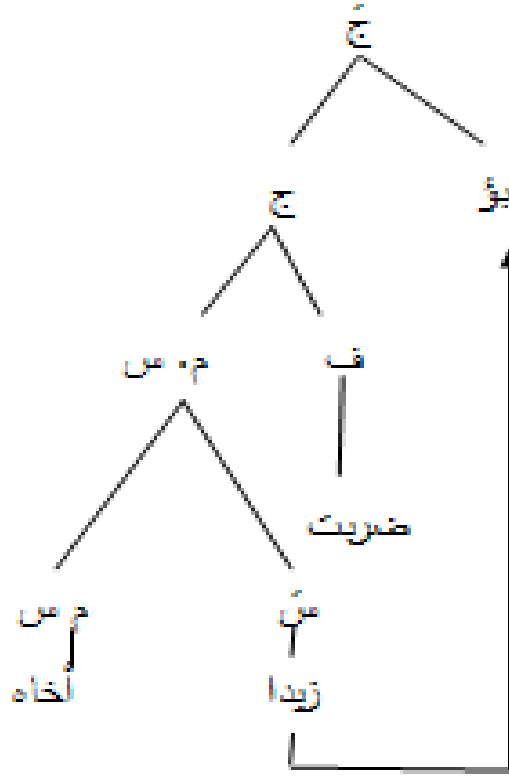 جَ
ج
بؤ
م. س
ف
ضربت
م س
سَ
أخاه
زيدا